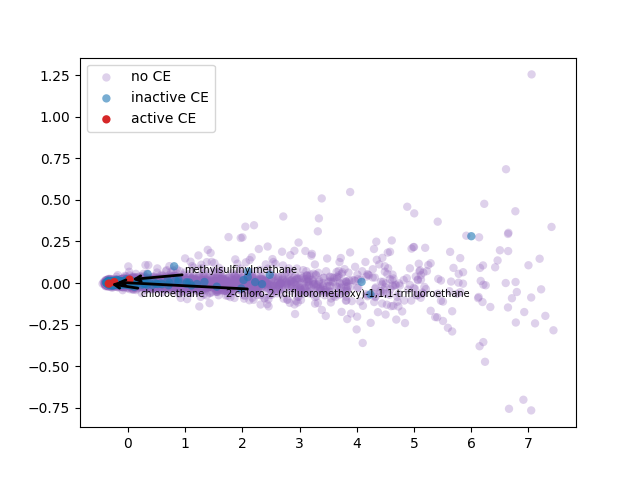 1.25
1.00
0.75
0.50
0.25
0.00
−0.25
−0.50
−0.75
no CE
inactive CE
active CE
methylsulfinylmethane
chloroethane
2-chloro-2-(difluoromethoxy)-1,1,1-trifluoroethane
0 1 2 3 4 5 6 7